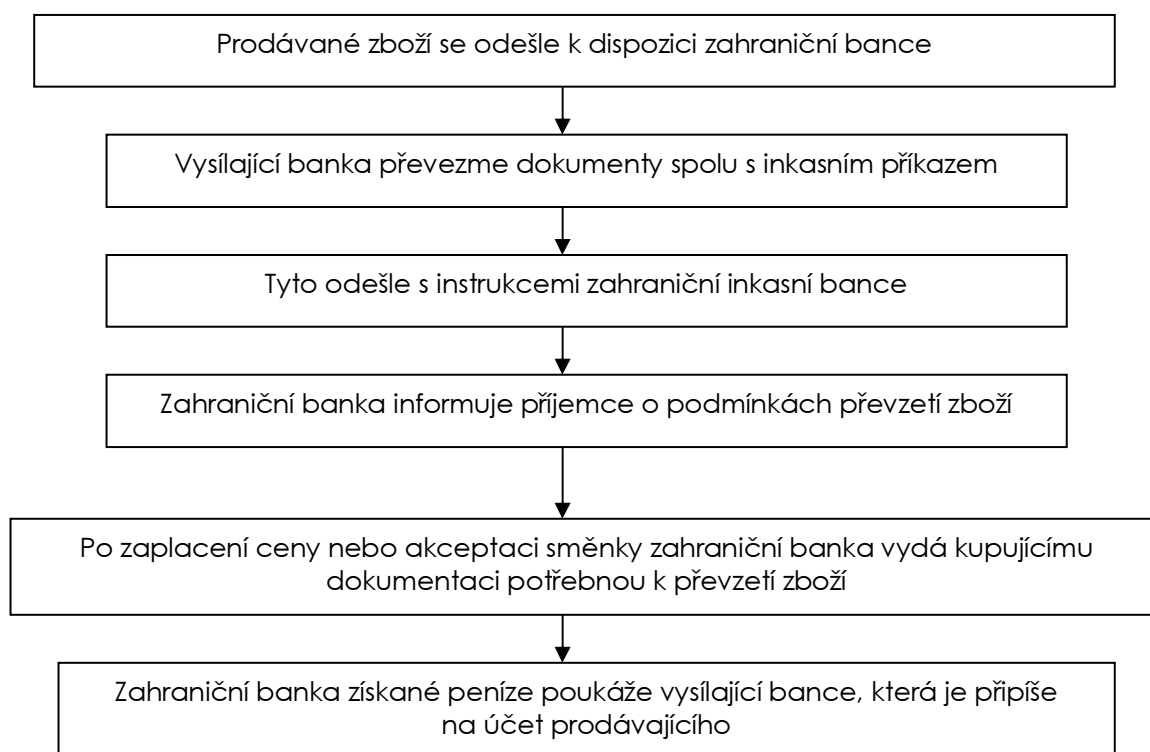 Prodávané zboží se odešle k dispozici zahraniční bance
Vysílající banka převezme dokumenty spolu s inkasním příkazem
Tyto odešle s instrukcemi zahraniční inkasní bance
Zahraniční banka informuje příjemce o podmínkách převzetí zboží
Po zaplacení ceny nebo akceptaci směnky zahraniční banka vydá kupujícímu
dokumentaci potřebnou k převzetí zboží
Zahraniční banka získané peníze poukáže vysílající bance, která je připíše
na účet prodávajícího